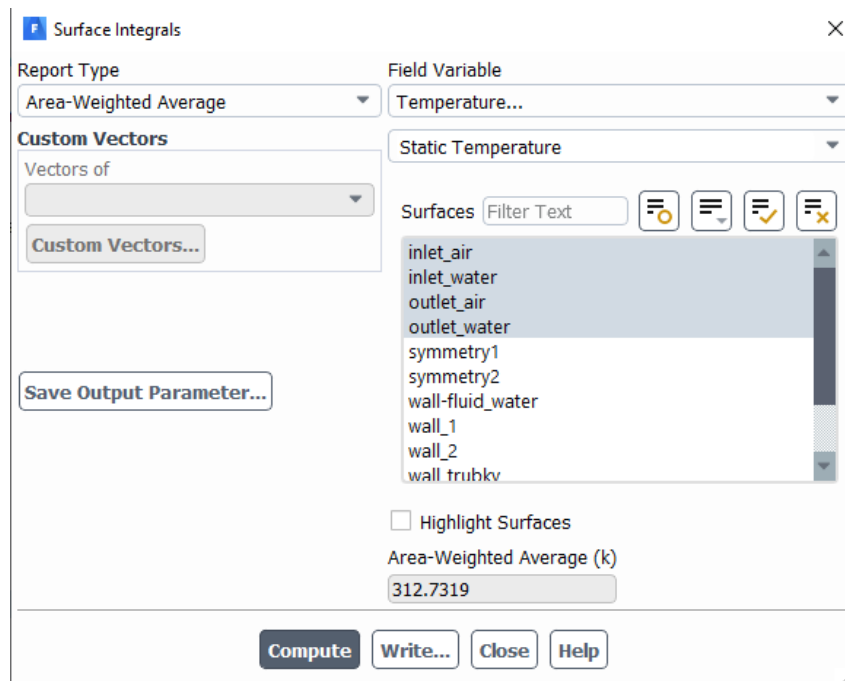 Surface Integrals
Report Type
Area-Weighted Average
Custom Vectors
Vectors of
Custom Vectors...
Save Output Parameter...
Field Variable
Temperature...
Static Temperature
Surfaces Filter Text
inlet_air
inlet_water
outlet_air
outlet_water
symmetry1
symmetry2
wall-fluid_water
wall_1
wall_2
wall_trubky
Highlight Surfaces
Area-Weighted Average (k)
312.7319
Compute Write... Close Help